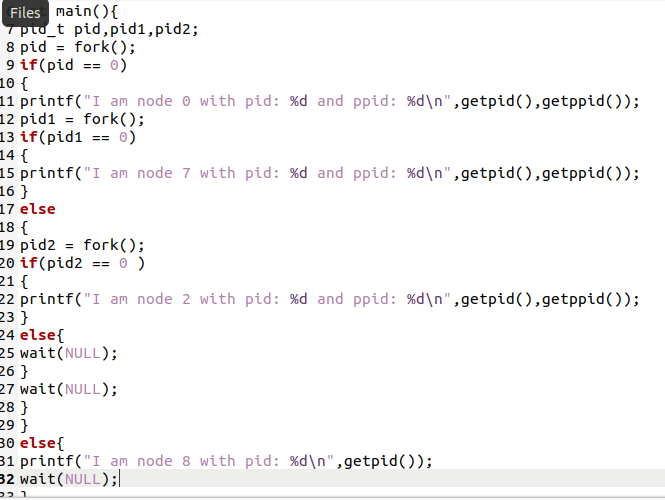 Files
main(){
7 pid_t pid,pid1,pid2;
8 pid = fork();
9 if(pid == 0)
10 {
11 printf("I am node 0 with pid: %d and ppid: %d\n",getpid(),getppid());
12 pid1 = fork();
13 if(pid1 == 0)
14 {
15 printf("I am node 7 with pid: %d and ppid: %d\n",getpid(),getppid());
16 }
17 else
18 {
19 pid2 = fork();
20 if(pid2 == 0 )
21 {
22 printf("I am node 2 with pid: %d and ppid: %d\n",getpid(),getppid());
23 }
24 else{
25 wait(NULL);
26 }
27 wait(NULL);
28 }
29 }
30 else{
31 printf("I am node 8 with pid: %d\n",getpid());
32 wait(NULL);
33 }